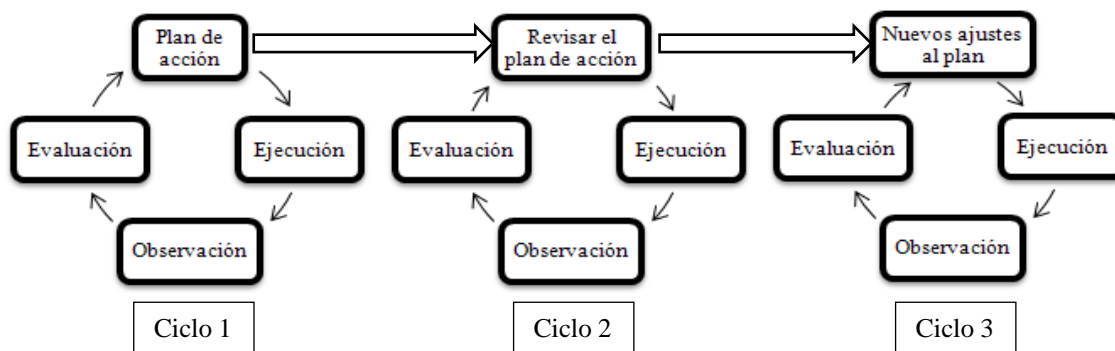 Plan de
acción
Evaluación
Ejecución
Observación
Ciclo 1
Revisar el
plan de acción
Evaluación
Ejecución
Observación
Ciclo 2
Nuevos ajustes
al plan
Evaluación
Ejecución
Observación
Ciclo 3